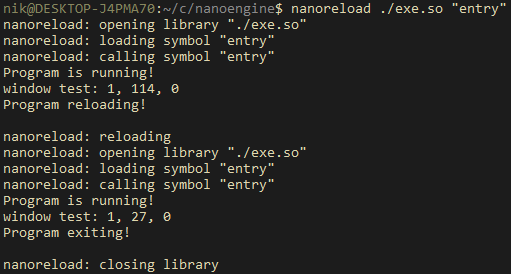 nik@DESKTOP-J4PMA70:~/c/nanoengine$ nanoreload ./exe.so "entry"
nanoreload: opening library "./exe.so"
nanoreload: loading symbol "entry"
nanoreload: calling symbol "entry"
Program is running!
window test: 1, 114, 0
Program reloading!
nanoreload: reloading
nanoreload: opening library "./exe.so"
nanoreload: loading symbol "entry"
nanoreload: calling symbol "entry"
Program is running!
window test: 1, 27, 0
Program exiting!
nanoreload: closing library